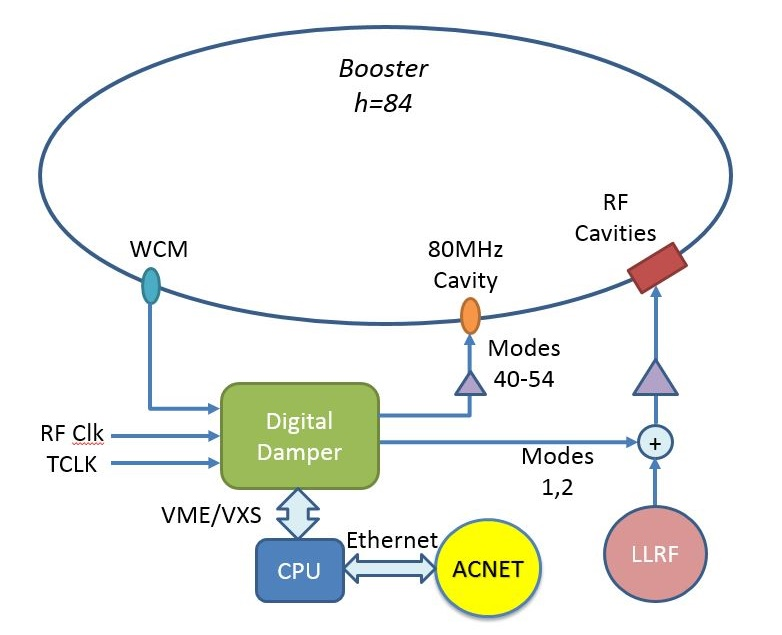 Booster
h=84
RF
Cavities
WCM
80MHz
Cavity
Modes
40-54
Digital
Damper
RF Clk
TCLK
+
Modes
1,2
VME/VXS
Ethernet
CPU
ACNET
LLRF